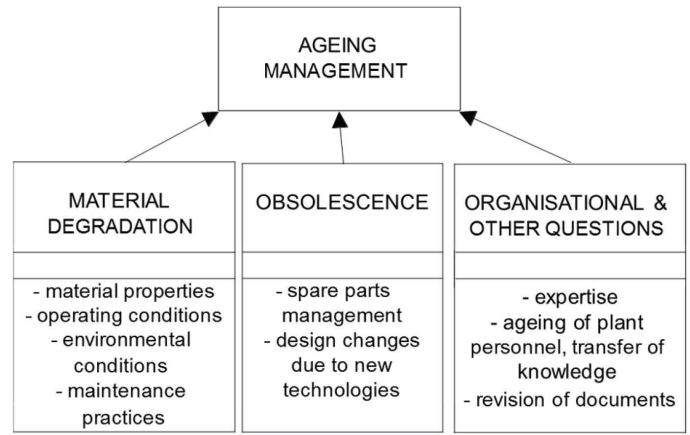 AGEING
MANAGEMENT
MATERIAL
DEGRADATION
- material properties
- operating conditions
- environmental
conditions
- maintenance
practices
OBSOLESCENCE
- spare parts
management
- design changes
due to new
technologies
ORGANISATIONAL &
OTHER QUESTIONS
- expertise
- ageing of plant
personnel, transfer of
knowledge
- revision of documents